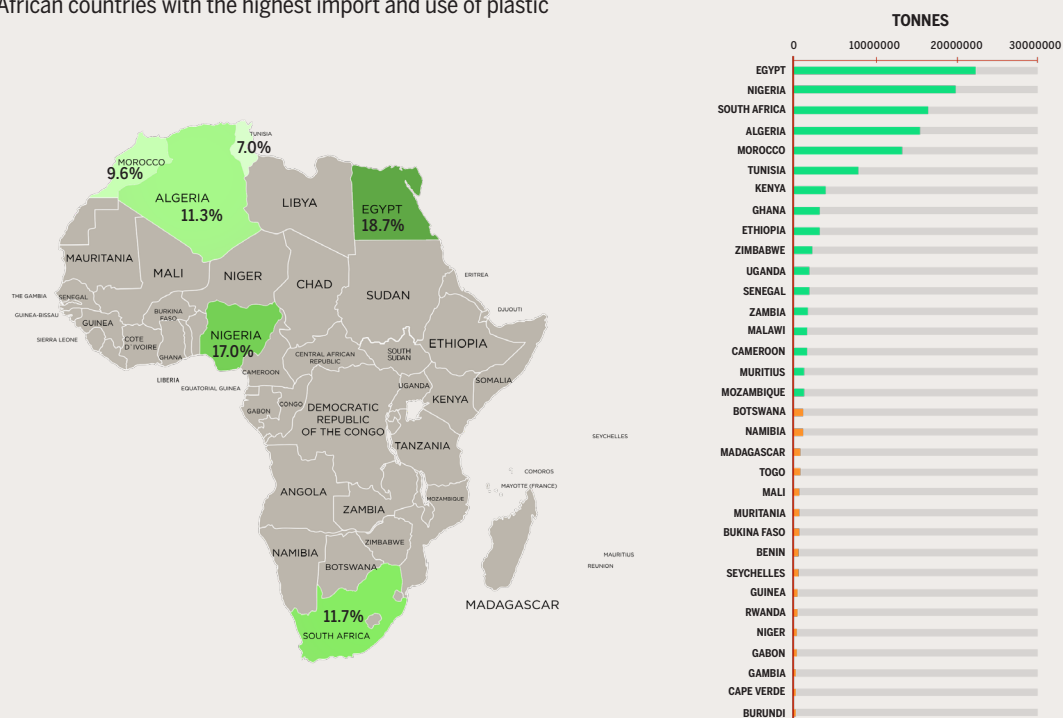 African countries with the highest import and use of plastic
TUNISIA
7.0%
MOROCCO
9.6%
ALGERIA
11.3%
LIBYA
EGYPT
18.7%
MAURITANIA
MALI
NIGER
CHAD
SUDAN
ERITREA
THE GAMBIA
SENEGAL
GUINEA-BISSAU
GUINEA
BURKINA
FASO
DJIJOUTI
SIERRA LEONE
COTE
D'IVOIRE
GHANA
NIGERIA
17.0%
CENTRAL AFRICAN
REPUBLIC
SOUTH
SUDAN
ETHIOPIA
LIBERIA
EQUATORIAL GUINEA
CAMEROON
UGANDA
SOMALIA
GABON
CONGO
DEMOCRATIC
REPUBLIC
OF THE CONGO
KENYA
TANZANIA
SEYCHELLES
COMOROS
MAYOTTE (FRANCE)
ANGOLA
ZAMBIA
MOZAMBIQUE
ZIMBABWE
NAMIBIA
BOTSWANA
MAURITIUS
REUNION
MADAGASCAR
11.7%
SOUTH AFRICA
TONNES
0 10000000 20000000 30000000
EGYPT
NIGERIA
SOUTH AFRICA
ALGERIA
MOROCCO
TUNISIA
KENYA
GHANA
ETHIOPIA
ZIMBABWE
UGANDA
SENEGAL
ZAMBIA
MALAWI
CAMEROON
MURITIUS
MOZAMBIQUE
BOTSWANA
NAMIBIA
MADAGASCAR
TOGO
MALI
MURITANIA
BUKINA FASO
BENIN
SEYCHELLES
GUINEA
RWANDA
NIGER
GABON
GAMBIA
CAPE VERDE
BURUNDI